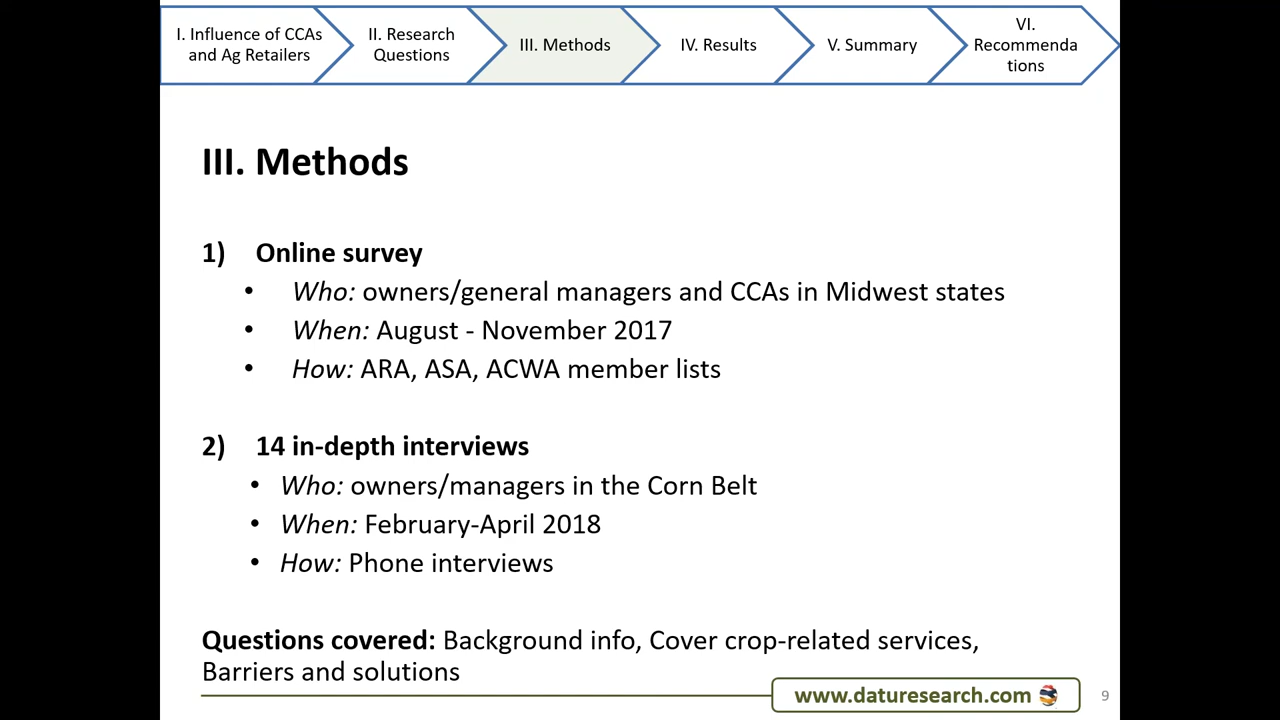 I. Influence of CCAs
and Ag Retailers
II. Research
Questions
III. Methods
IV. Results
V. Summary
VI.
Recommenda
tions
III. Methods
1) Online survey
• Who: owners/general managers and CCAs in Midwest states
• When: August - November 2017
• How: ARA, ASA, ACWA member lists
2) 14 in-depth interviews
• Who: owners/managers in the Corn Belt
• When: February-April 2018
• How: Phone interviews
Questions covered: Background info, Cover crop-related services,
Barriers and solutions
www.daturesearch.com
9